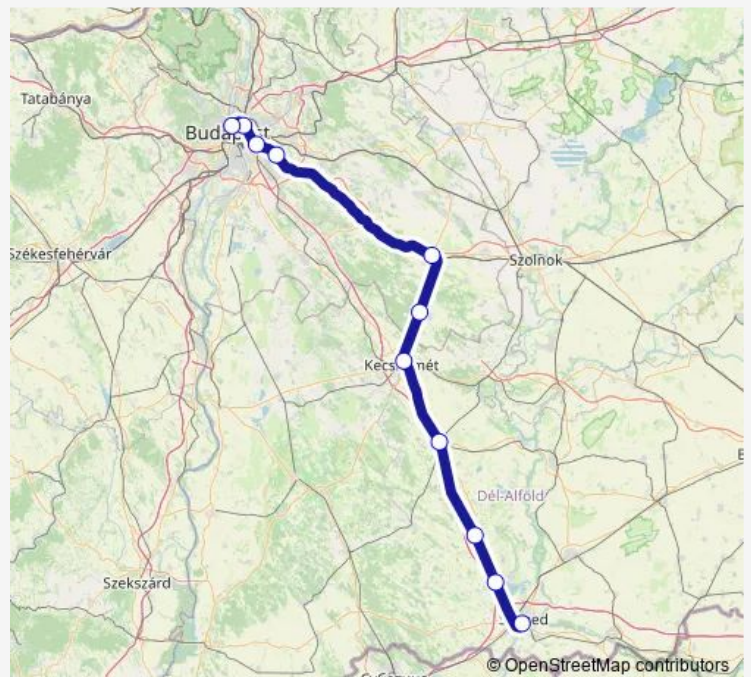 Tatabánya
Budapest
Székesfehérvár
Szolnok
Kecskemét
Dél-Alföld
Szekszárd
© OpenStreetMap contributors